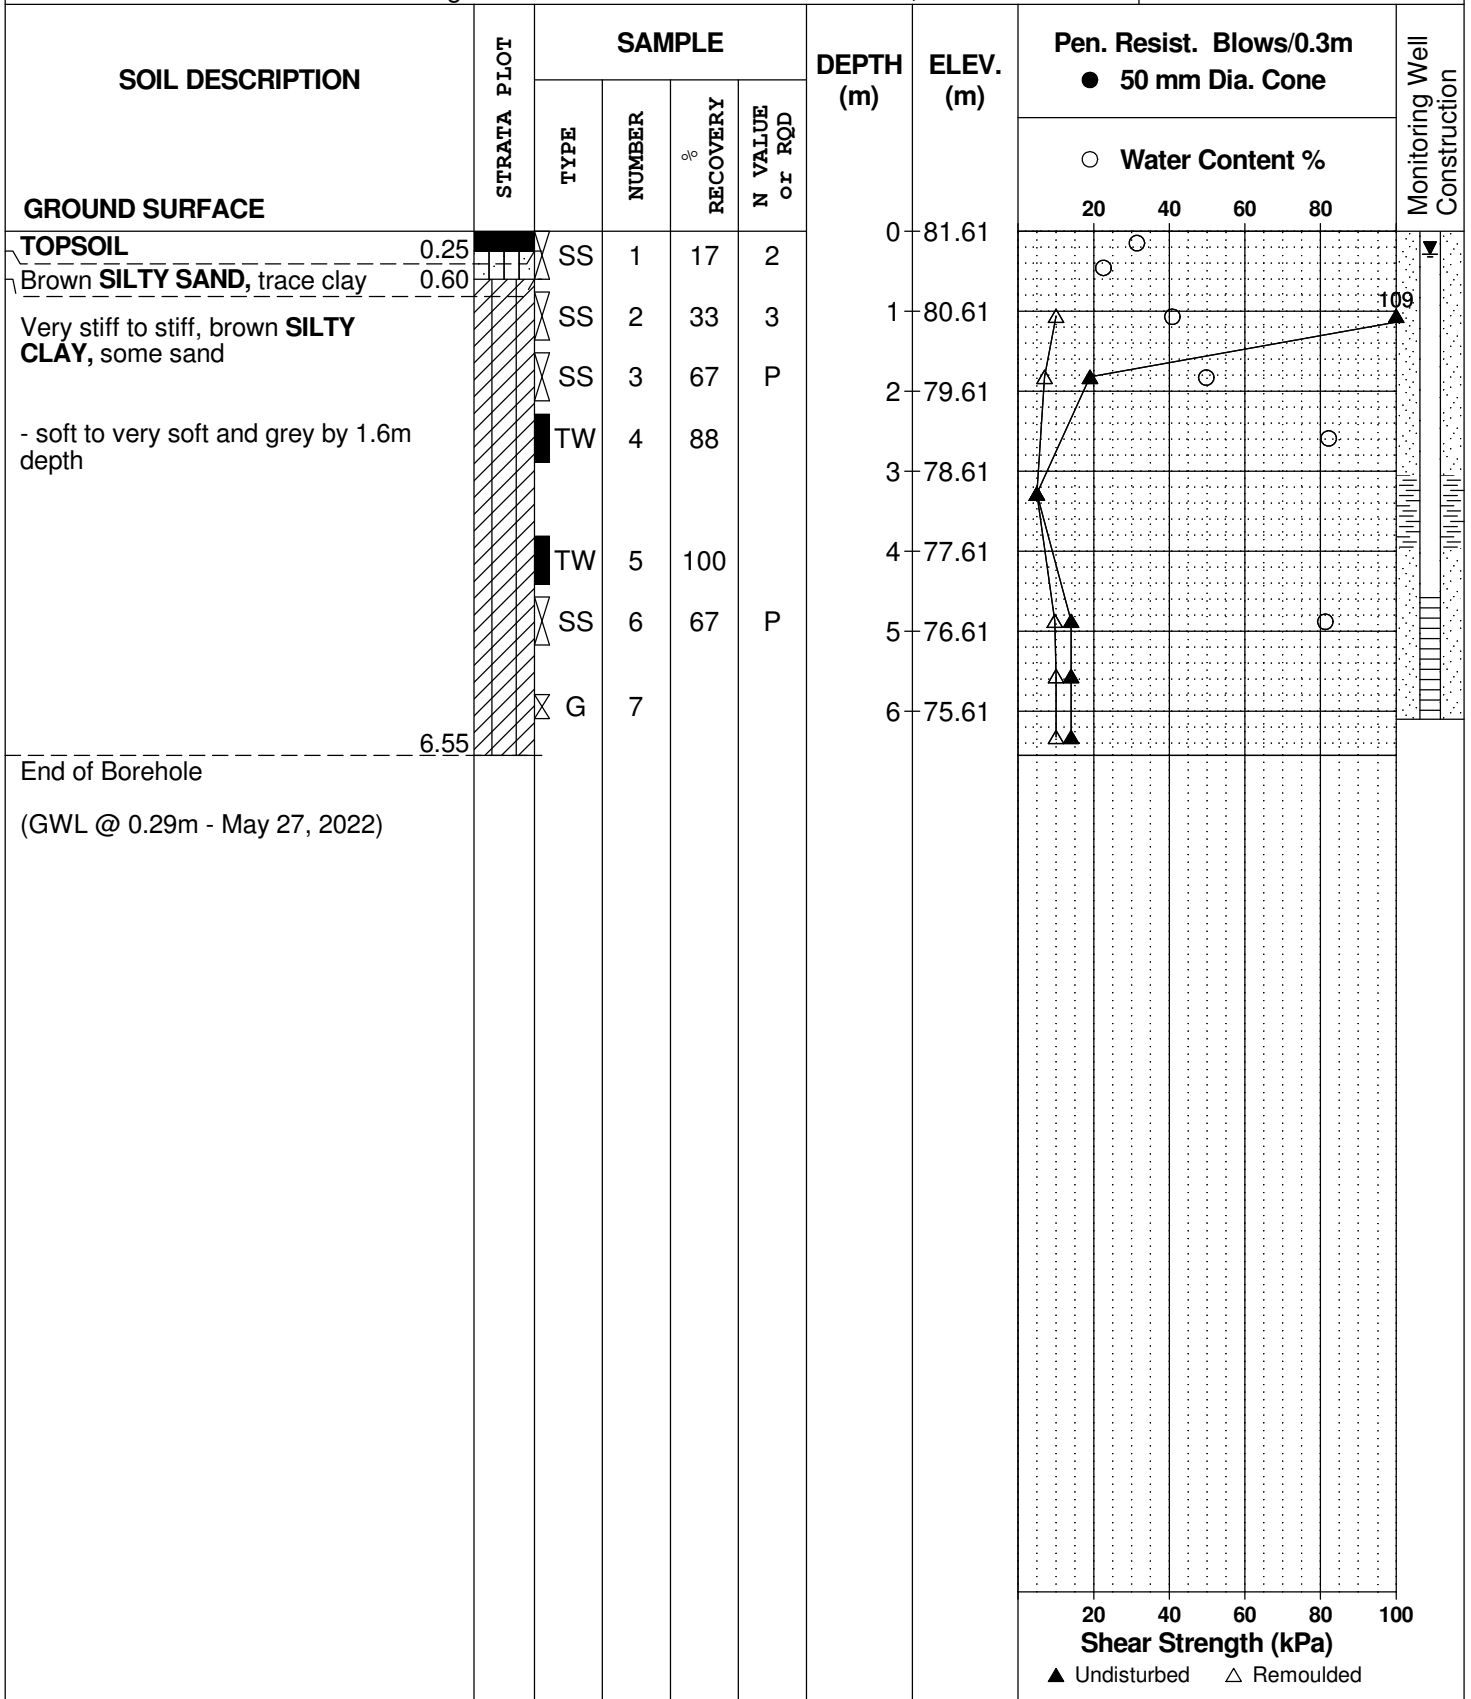 SOIL DESCRIPTION
GROUND SURFACE
STRATA PLOT
SAMPLE
TYPE
NUMBER
% RECOVERY
N VALUE or RQD
DEPTH (m)
ELEV. (m)
Pen. Resist. Blows/0.3m
● 50 mm Dia. Cone
○ Water Content %
20 40 60 80
Monitoring Well Construction
TOPSOIL 0.25
Brown SILTY SAND, trace clay 0.60
Very stiff to stiff, brown SILTY
CLAY, some sand
- soft to very soft and grey by 1.6m
depth
6.55
End of Borehole
(GWL @ 0.29m - May 27, 2022)
SS 1 17 2
SS 2 33 3
SS 3 67 P
TW 4 88
TW 5 100
SS 6 67 P
G 7
0 81.61
1 80.61
2 79.61
3 78.61
4 77.61
5 76.61
6 75.61
109
20 40 60 80 100
Shear Strength (kPa)
▲ Undisturbed △ Remoulded